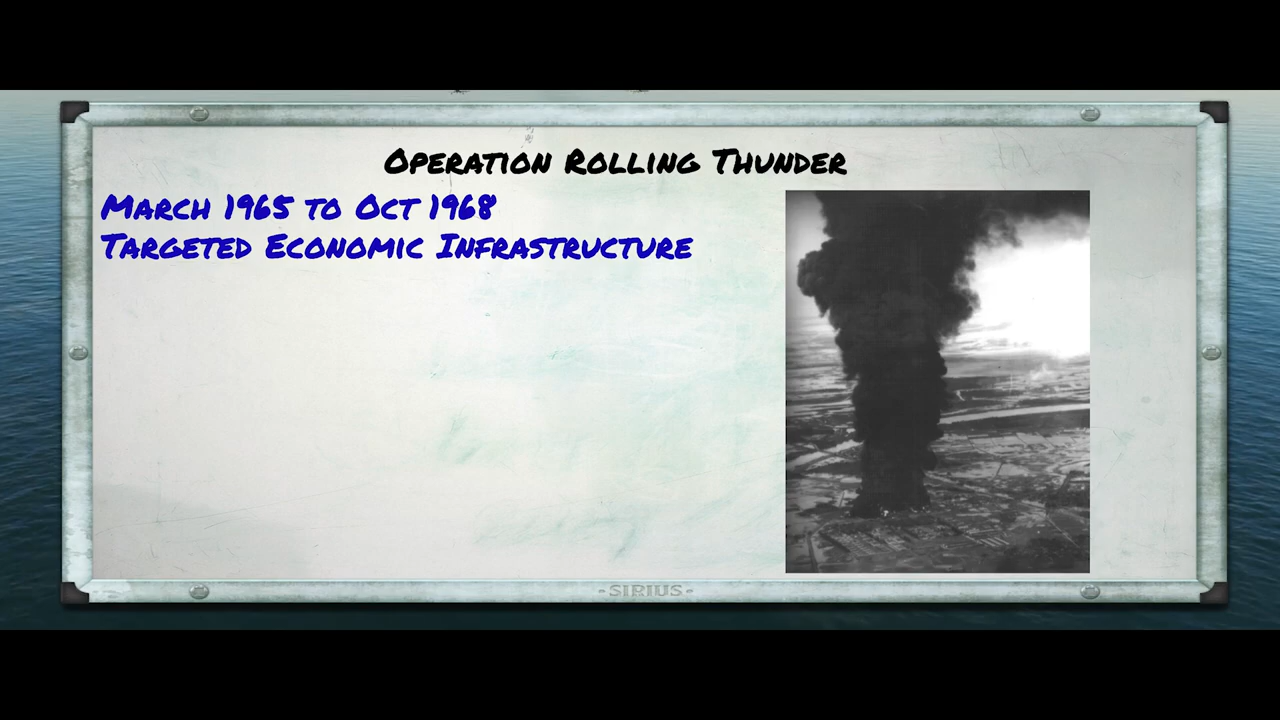 Operation Rolling Thunder
March 1965 to Oct 1968
Targeted Economic Infrastructure
-SIRIUS-